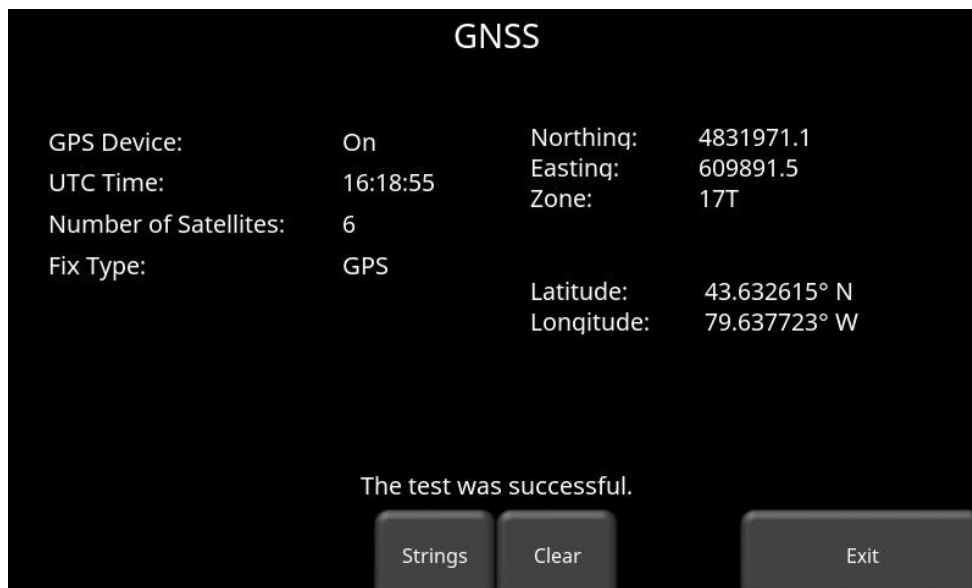 GNSS
GPS Device: On
UTC Time: 16:18:55
Number of Satellites: 6
Fix Type: GPS
Northing: 4831971.1
Easting: 609891.5
Zone: 17T
Latitude: 43.632615° N
Longitude: 79.637723° W
The test was successful.
Strings Clear Exit